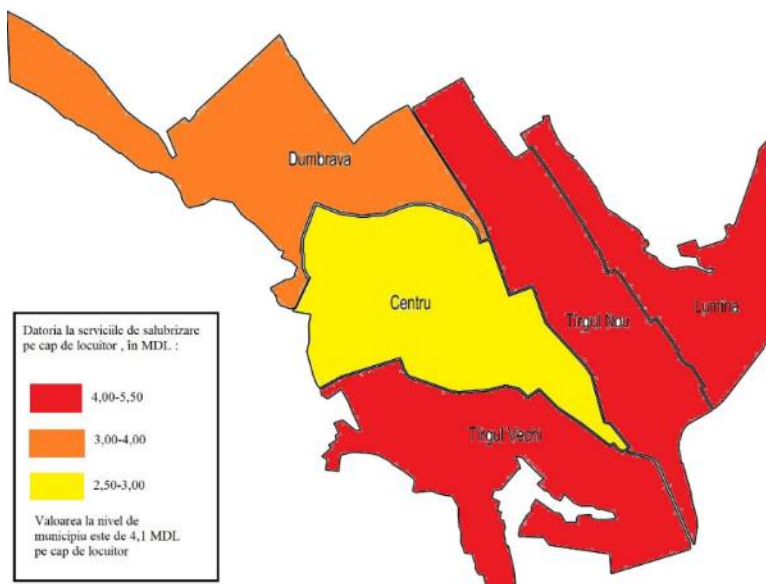 Dumbrava
Centru
Tîrgul Nou
Lumina
Tîrgul Vechi
Datoria la serviciile de salubrizare
pe cap de locuitor , în MDL :
4,00-5,50
3,00-4,00
2,50-3,00
Valoarea la nivel de
municipiu este de 4,1 MDL
pe cap de locuitor